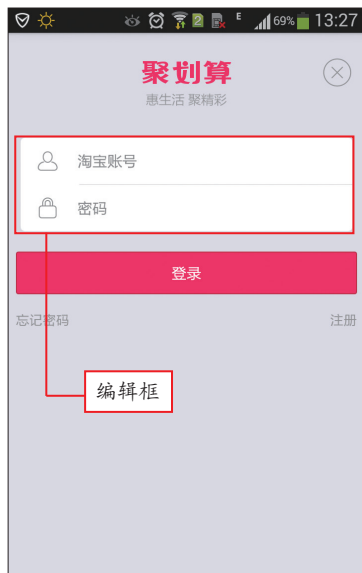 2 E 69% 13:27
聚划算
惠生活 聚精彩
淘宝账号
密码
登录
忘记密码 注册
编辑框